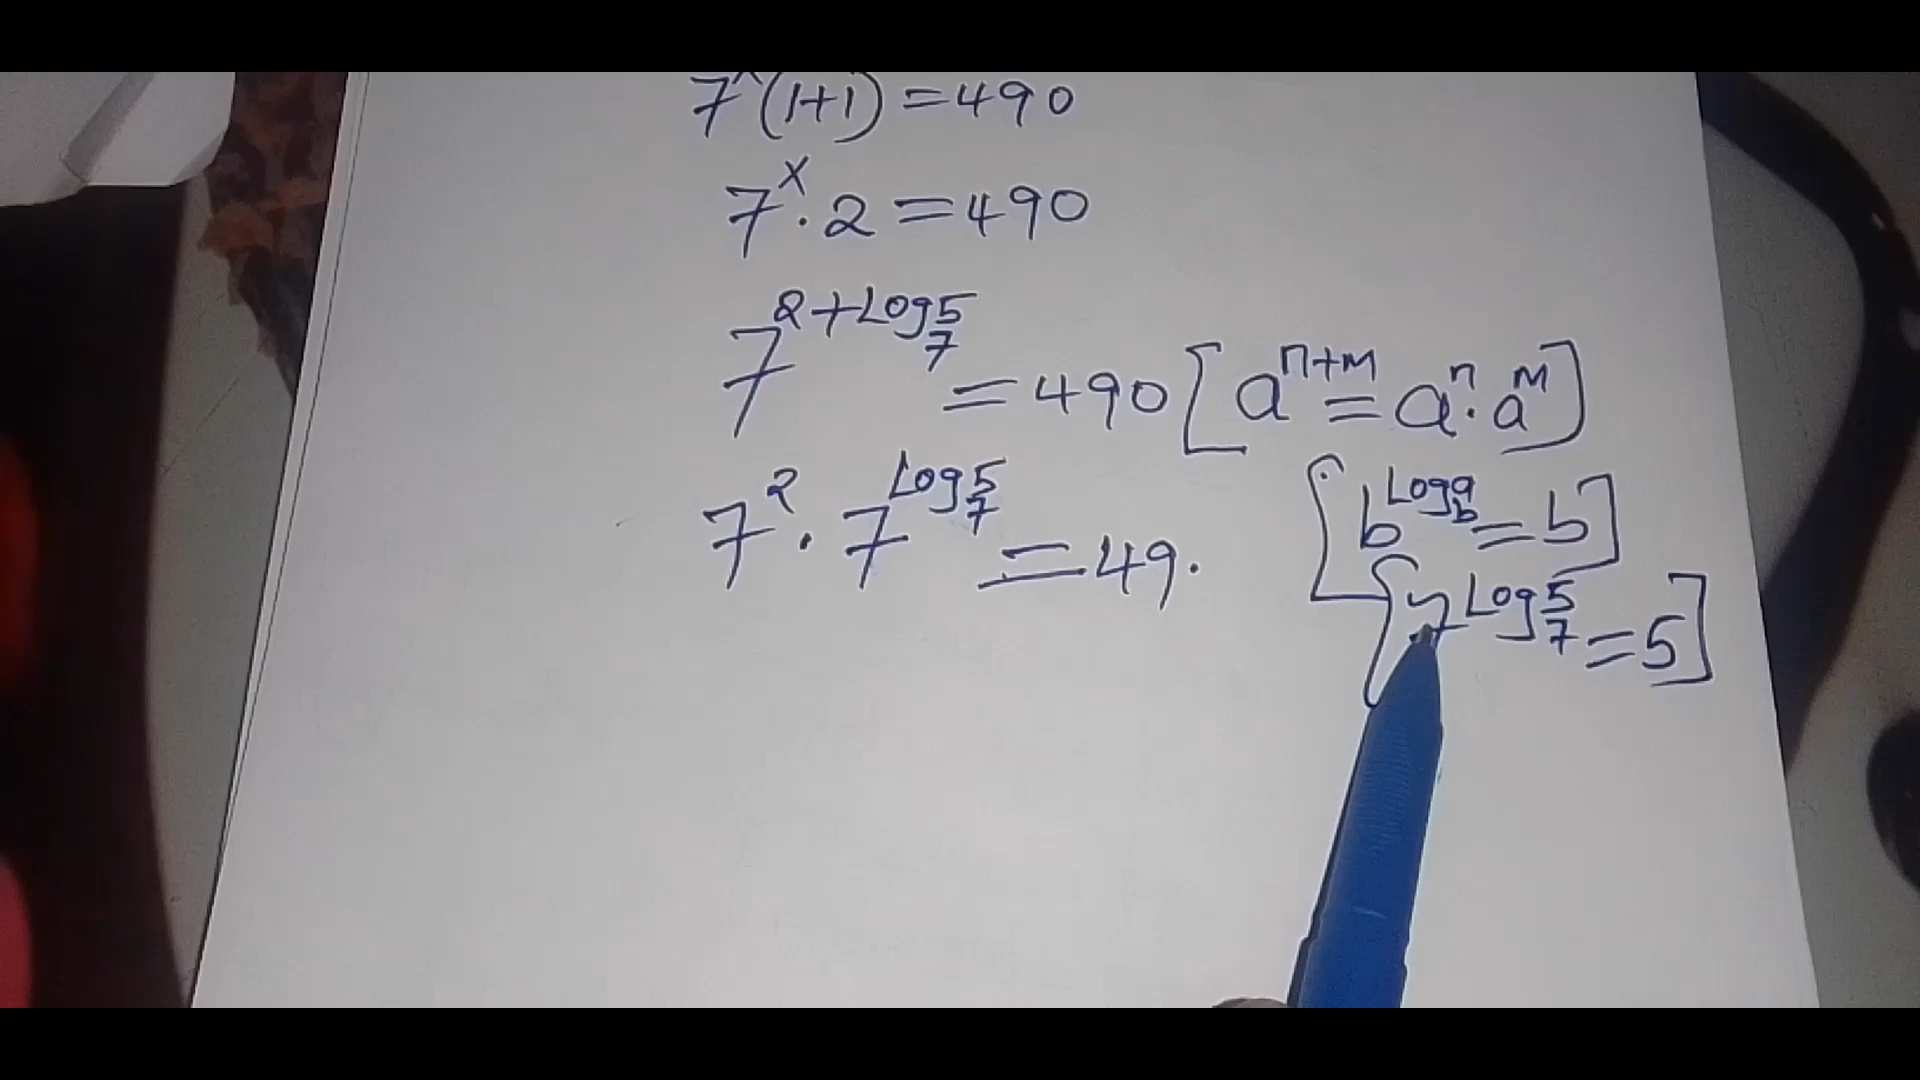 7^x(1+1)=490
7^x·2=490
7^2+Log_7 5 =490 [a^n+m=a^n·a^m]
7^2·7^Log_7 5 =49· [b^Log_b a=b]
[7^Log_7 5=5]